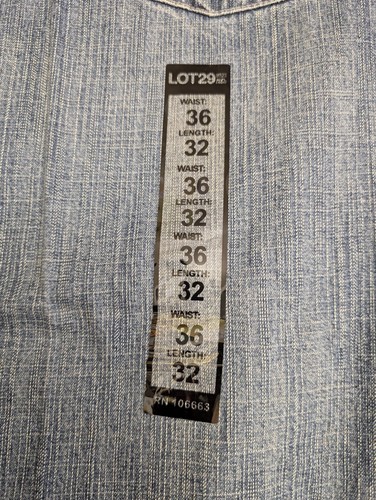 LOT29
WAIST:
36
LENGTH:
32
WAIST:
36
LENGTH:
32
WAIST:
36
LENGTH:
32
WAIST:
36
LENGTH:
32
RN 106663